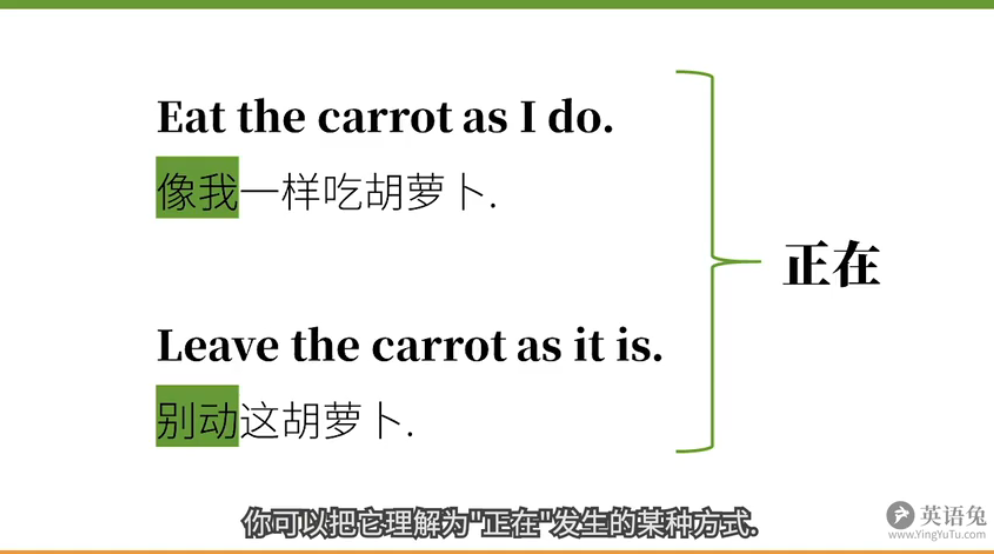 Eat the carrot as I do.
像我一样吃胡萝卜.
正在
Leave the carrot as it is.
别动这胡萝卜.
你可以把它理解为"正在"发生的某种方式.
英语兔
www.YingYuTu.com